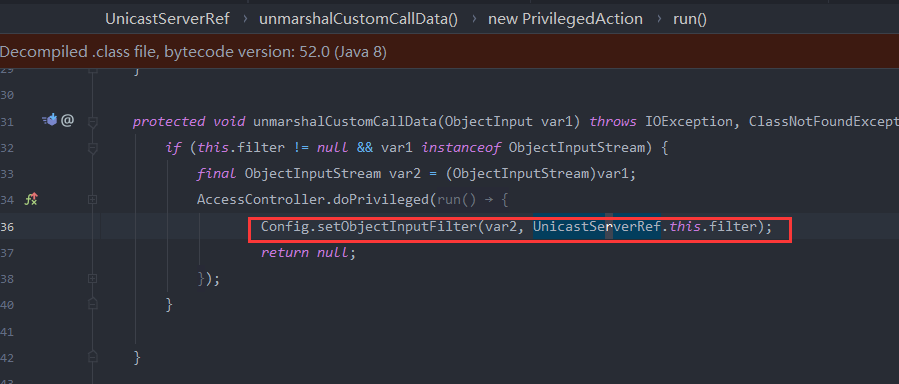 UnicastServerRef › unmarshalCustomCallData() › new PrivilegedAction › run()
Decompiled .class file, bytecode version: 52.0 (Java 8)
29 }
30
31 @ protected void unmarshalCustomCallData(ObjectInput var1) throws IOException, ClassNotFoundExcept
32 if (this.filter != null && var1 instanceof ObjectInputStream) {
33 final ObjectInputStream var2 = (ObjectInputStream)var1;
34 AccessController.doPrivileged(run() → {
36 Config.setObjectInputFilter(var2, UnicastServerRef.this.filter);
37 return null;
38 });
40 }
41
42 }
43